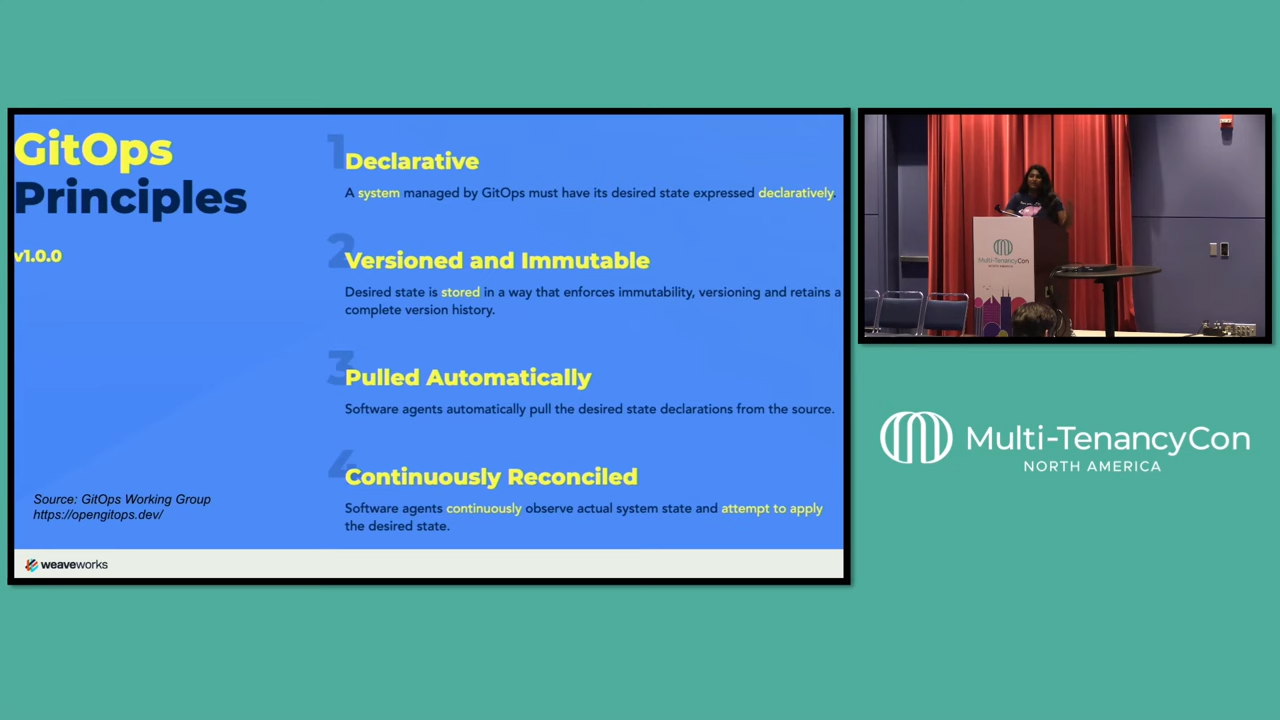 GitOps
Principles
v1.0.0
1
Declarative
A system managed by GitOps must have its desired state expressed declaratively.
2
Versioned and Immutable
Desired state is stored in a way that enforces immutability, versioning and retains a
complete version history.
3
Pulled Automatically
Software agents automatically pull the desired state declarations from the source.
4
Continuously Reconciled
Software agents continuously observe actual system state and attempt to apply
the desired state.
Source: GitOps Working Group
https://opengitops.dev/
weaveworks
Multi-TenancyCon
NORTH AMERICA
Multi-TenancyCon
NORTH AMERICA